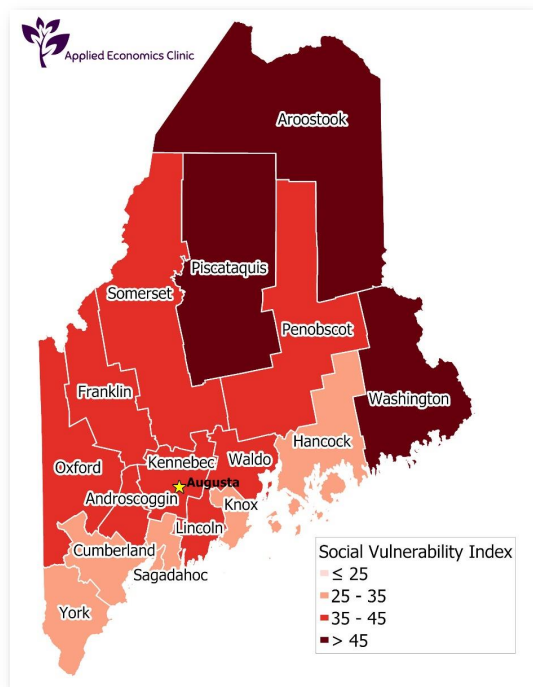 Applied Economics Clinic
Aroostook
Piscataquis
Somerset
Penobscot
Franklin
Washington
Hancock
Oxford
Kennebec
Waldo
Augusta
Androscoggin
Knox
Lincoln
Cumberland
Sagadahoc
York
Social Vulnerability Index
≤ 25
25 - 35
35 - 45
> 45